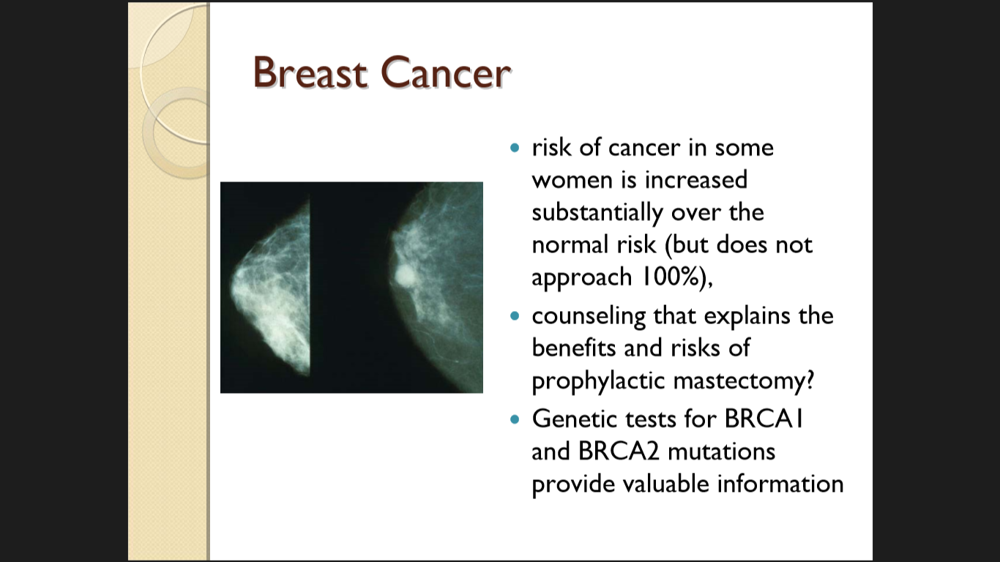 Breast Cancer
risk of cancer in some
women is increased
substantially over the
normal risk (but does not
approach 100%),
counseling that explains the
benefits and risks of
prophylactic mastectomy?
Genetic tests for BRCA1
and BRCA2 mutations
provide valuable information